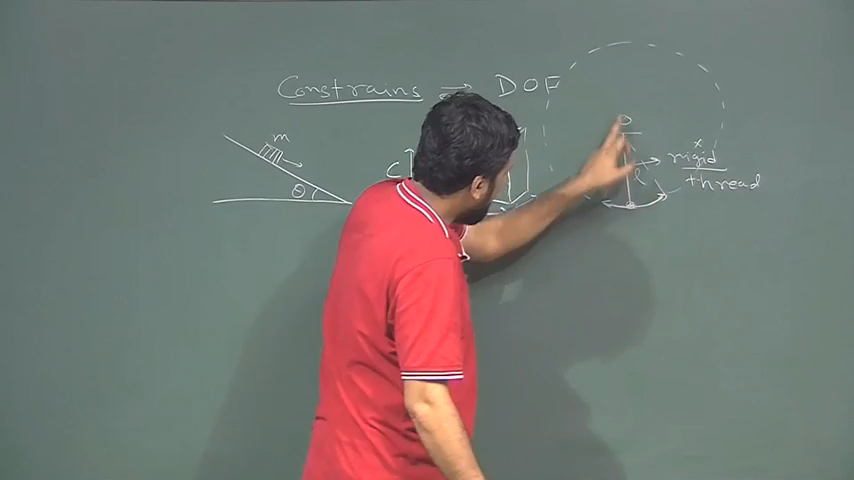 Constrains ⇌ DOF
m
θ
C
l
x
rigid
thread